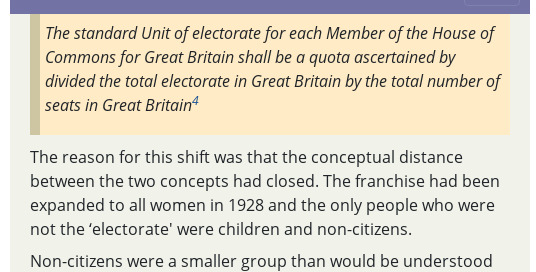 The standard Unit of electorate for each Member of the House of
Commons for Great Britain shall be a quota ascertained by
divided the total electorate in Great Britain by the total number of
seats in Great Britain4
The reason for this shift was that the conceptual distance
between the two concepts had closed. The franchise had been
expanded to all women in 1928 and the only people who were
not the ‘electorate' were children and non-citizens.
Non-citizens were a smaller group than would be understood